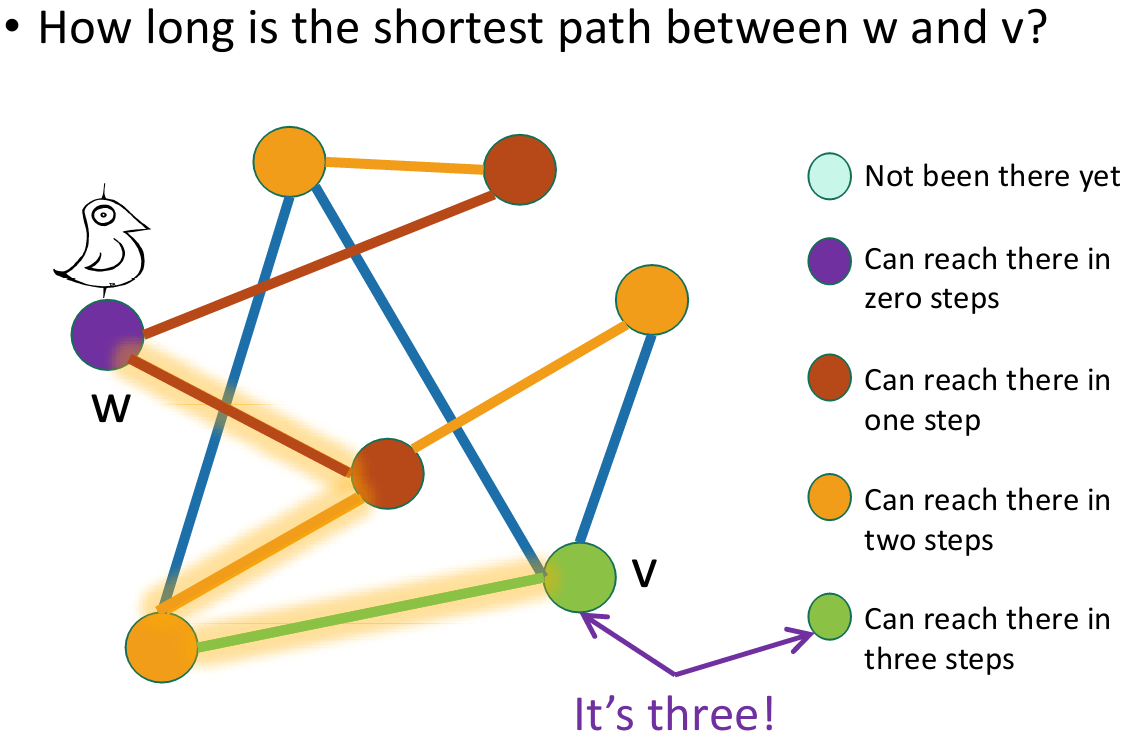 • How long is the shortest path between w and v?
Not been there yet
Can reach there in
zero steps
w
Can reach there in
one step
Can reach there in
two steps
v
Can reach there in
three steps
It’s three!